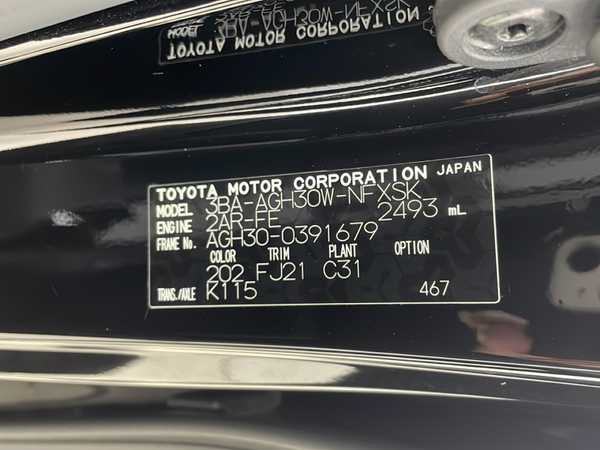 TOYOTA MOTOR CORPORATION JAPAN
MODEL 3BA-AGH30W-NFXSK
ENGINE 2AR-FE 2493 mL
FRAME No. AGH30-0391679
COLOR TRIM PLANT OPTION
202 FJ21 C31
TRANS./AXLE K115 467